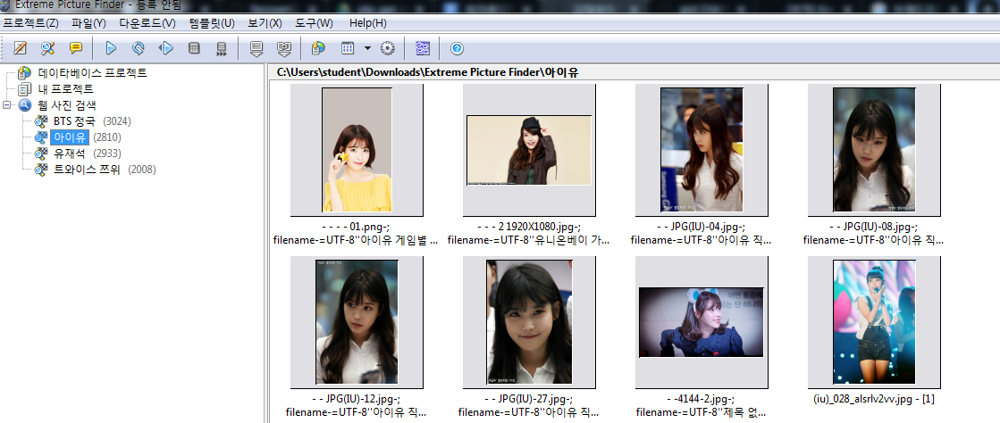 Extreme Picture Finder - 등록 안됨
프로젝트(Z) 파일(Y) 다운로드(V) 템플릿(U) 보기(X) 도구(W) Help(H)
데이타베이스 프로젝트
내 프로젝트
웹 사진 검색
BTS 정국 (3024)
아이유 (2810)
유재석 (2933)
트와이스 쯔위 (2008)
C:\Users\student\Downloads\Extreme Picture Finder\아이유
- - - - 01.png-;
filename-=UTF-8''아이유 게임별 ...
- - - 2 1920X1080.jpg-;
filename-=UTF-8''유니온베이 가...
- - JPG(IU)-04.jpg-;
filename-=UTF-8''아이유 직...
- - JPG(IU)-08.jpg-;
filename-=UTF-8''아이유 직...
- - JPG(IU)-12.jpg-;
filename-=UTF-8''아이유 직...
- - JPG(IU)-27.jpg-;
filename-=UTF-8''아이유 직...
- -4144-2.jpg-;
filename-=UTF-8''제목 없...
(iu)_028_alsrlv2vv.jpg - [1]